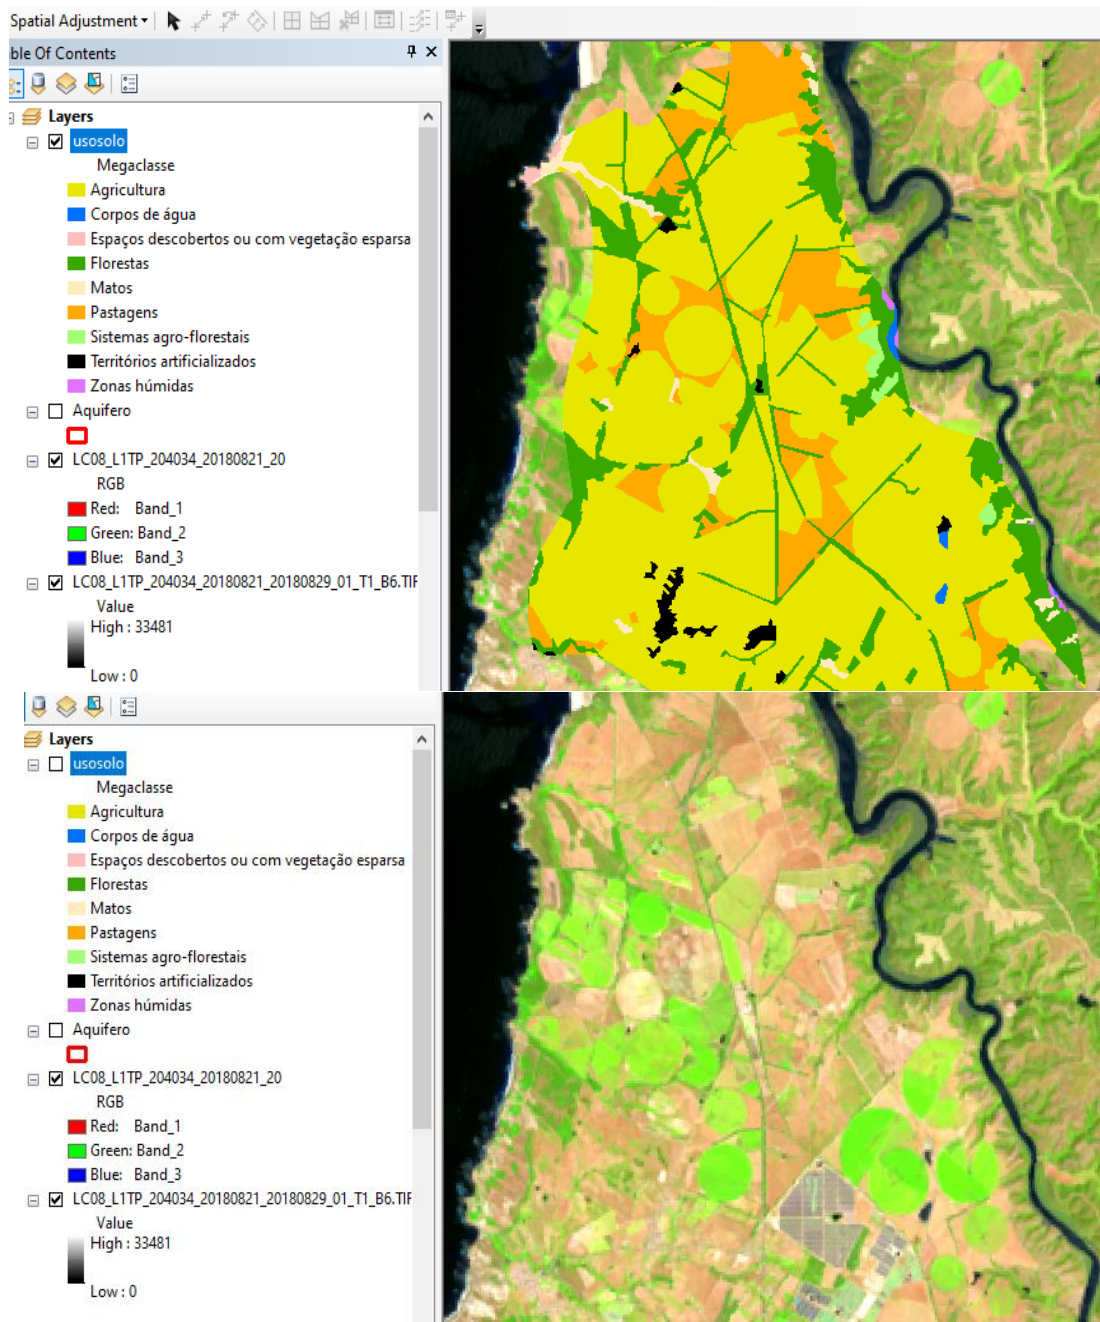 Spatial Adjustment
ble Of Contents
Layers
usosolo
Megaclasse
Agricultura
Corpos de água
Espaços descobertos ou com vegetação esparsa
Florestas
Matos
Pastagens
Sistemas agro-florestais
Territórios artificializados
Zonas húmidas
Aquifero
LC08_L1TP_204034_20180821_20
RGB
Red: Band_1
Green: Band_2
Blue: Band_3
LC08_L1TP_204034_20180821_20180829_01_T1_B6.TIF
Value
High : 33481
Low : 0
Layers
usosolo
Megaclasse
Agricultura
Corpos de água
Espaços descobertos ou com vegetação esparsa
Florestas
Matos
Pastagens
Sistemas agro-florestais
Territórios artificializados
Zonas húmidas
Aquifero
LC08_L1TP_204034_20180821_20
RGB
Red: Band_1
Green: Band_2
Blue: Band_3
LC08_L1TP_204034_20180821_20180829_01_T1_B6.TIF
Value
High : 33481
Low : 0